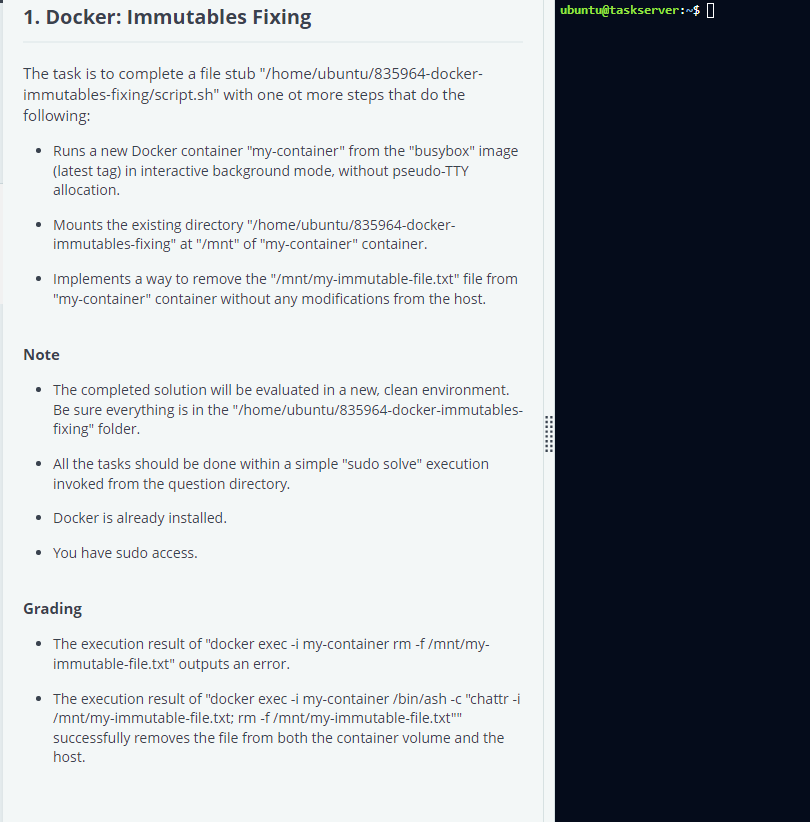 1. Docker: Immutables Fixing
The task is to complete a file stub "/home/ubuntu/835964-docker-
immutables-fixing/script.sh" with one ot more steps that do the
following:
• Runs a new Docker container "my-container" from the "busybox" image
(latest tag) in interactive background mode, without pseudo-TTY
allocation.
• Mounts the existing directory "/home/ubuntu/835964-docker-
immutables-fixing" at "/mnt" of "my-container" container.
• Implements a way to remove the "/mnt/my-immutable-file.txt" file from
"my-container" container without any modifications from the host.
Note
• The completed solution will be evaluated in a new, clean environment.
Be sure everything is in the "/home/ubuntu/835964-docker-immutables-
fixing" folder.
• All the tasks should be done within a simple "sudo solve" execution
invoked from the question directory.
• Docker is already installed.
• You have sudo access.
Grading
• The execution result of "docker exec -i my-container rm -f /mnt/my-
immutable-file.txt" outputs an error.
• The execution result of "docker exec -i my-container /bin/ash -c "chattr -i
/mnt/my-immutable-file.txt; rm -f /mnt/my-immutable-file.txt""
successfully removes the file from both the container volume and the
host.
ubuntu@taskserver:~$